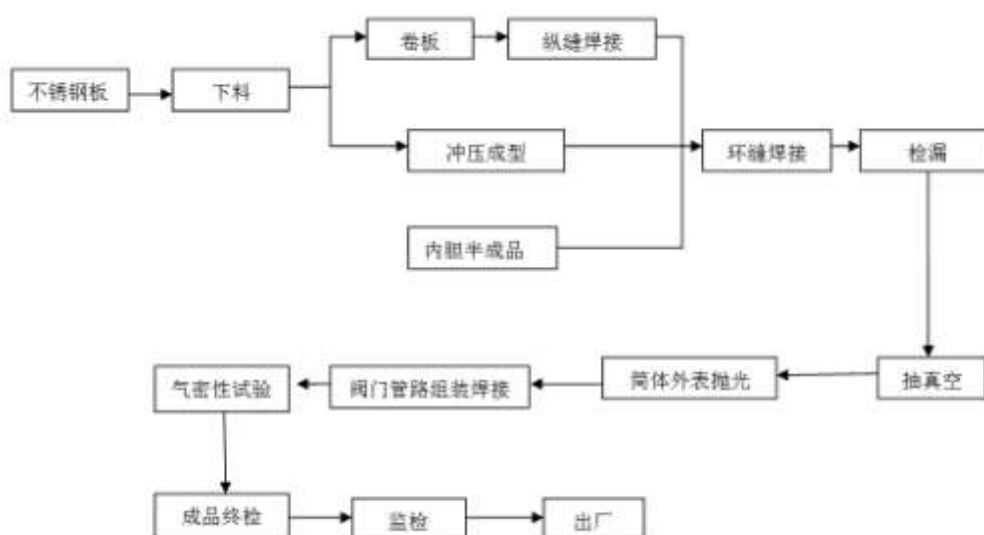 卷板
纵缝焊接
不锈钢板
下料
冲压成型
环缝焊接
检漏
内胆半成品
气密性试验
阀门管路组装焊接
筒体外表抛光
抽真空
成品终检
监检
出厂